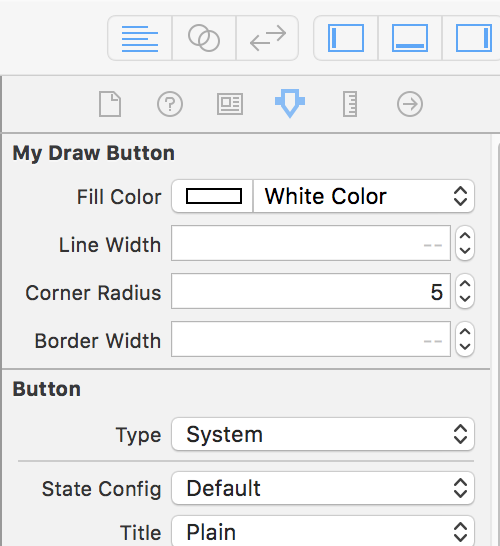 My Draw Button
Fill Color White Color
Line Width --
Corner Radius 5
Border Width --
Button
Type System
State Config Default
Title Plain